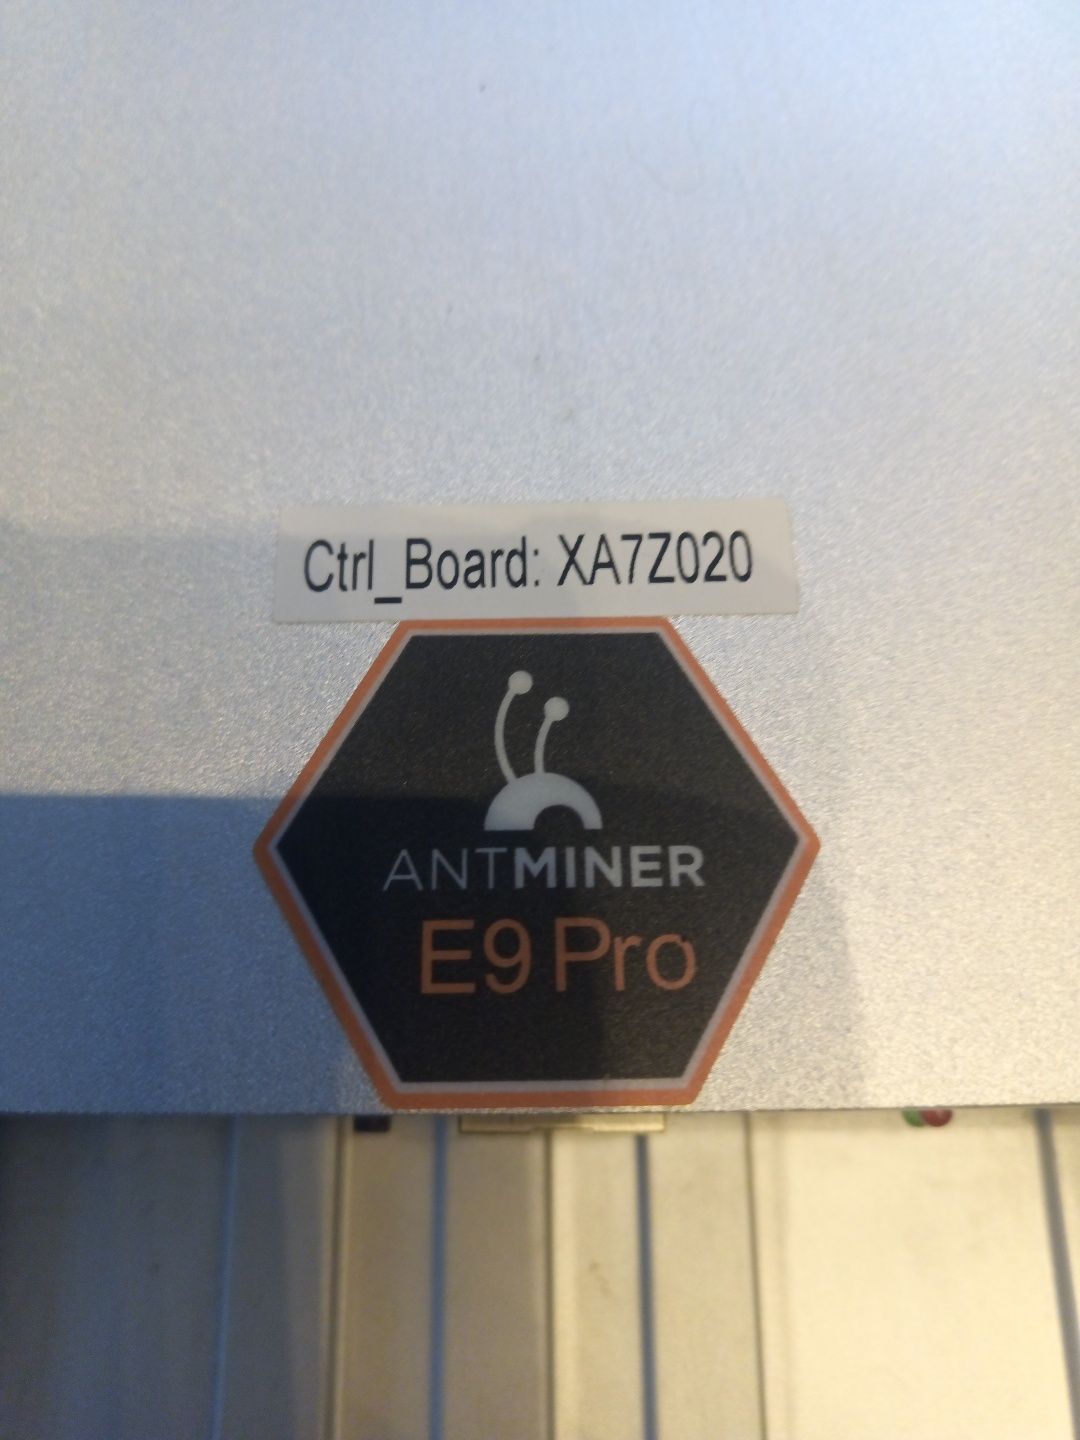 Ctrl_Board: XA7Z020
ANTMINER
E9 Pro